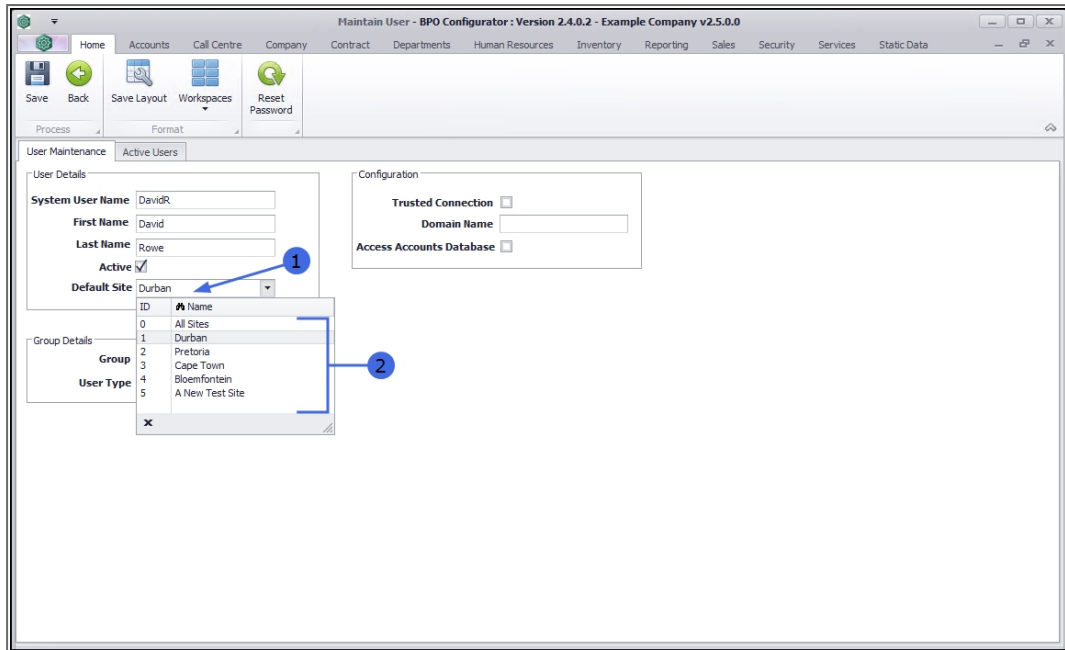 Maintain User - BPO Configurator : Version 2.4.0.2 - Example Company v2.5.0.0
Home Accounts Call Centre Company Contract Departments Human Resources Inventory Reporting Sales Security Services Static Data
Save Back Save Layout Workspaces Reset Password
Process Format
User Maintenance Active Users
User Details Configuration
System User Name DavidR Trusted Connection
First Name David Domain Name
Last Name Rowe Access Accounts Database
Active
1
Default Site Durban
ID Name
0 All Sites
Group Details
1 Durban
2 Pretoria
Group
3 Cape Town
2
User Type
4 Bloemfontein
5 A New Test Site
x